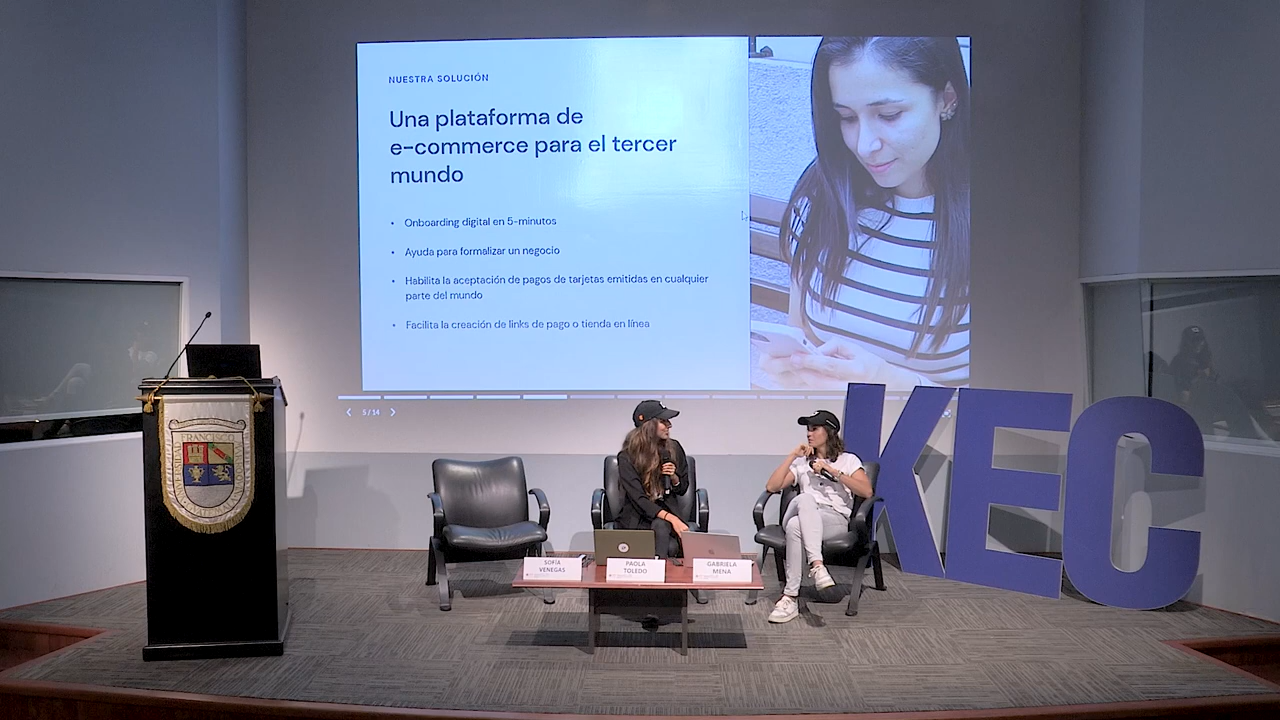 NUESTRA SOLUCIÓN
Una plataforma de
e-commerce para el tercer
mundo
• Onboarding digital en 5-minutos
• Ayuda para formalizar un negocio
• Habilita la aceptación de pagos de tarjetas emitidas en cualquier
parte del mundo
• Facilita la creación de links de pago o tienda en línea
5 / 14
KEC
FRANCISCO
SOFÍA
VENEGAS
PAOLA
TOLEDO
GABRIELA
MENA